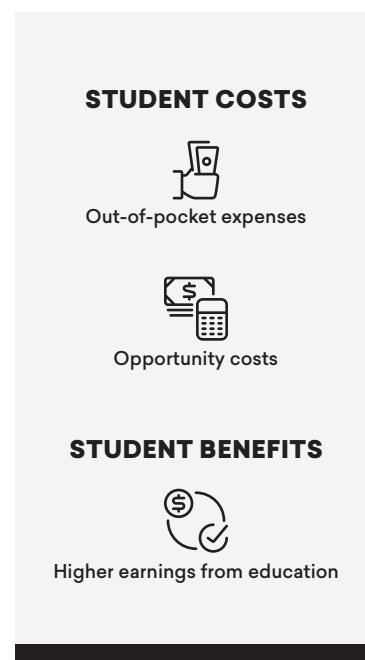 STUDENT COSTS
Out-of-pocket expenses
$
Opportunity costs
STUDENT BENEFITS
$
Higher earnings from education